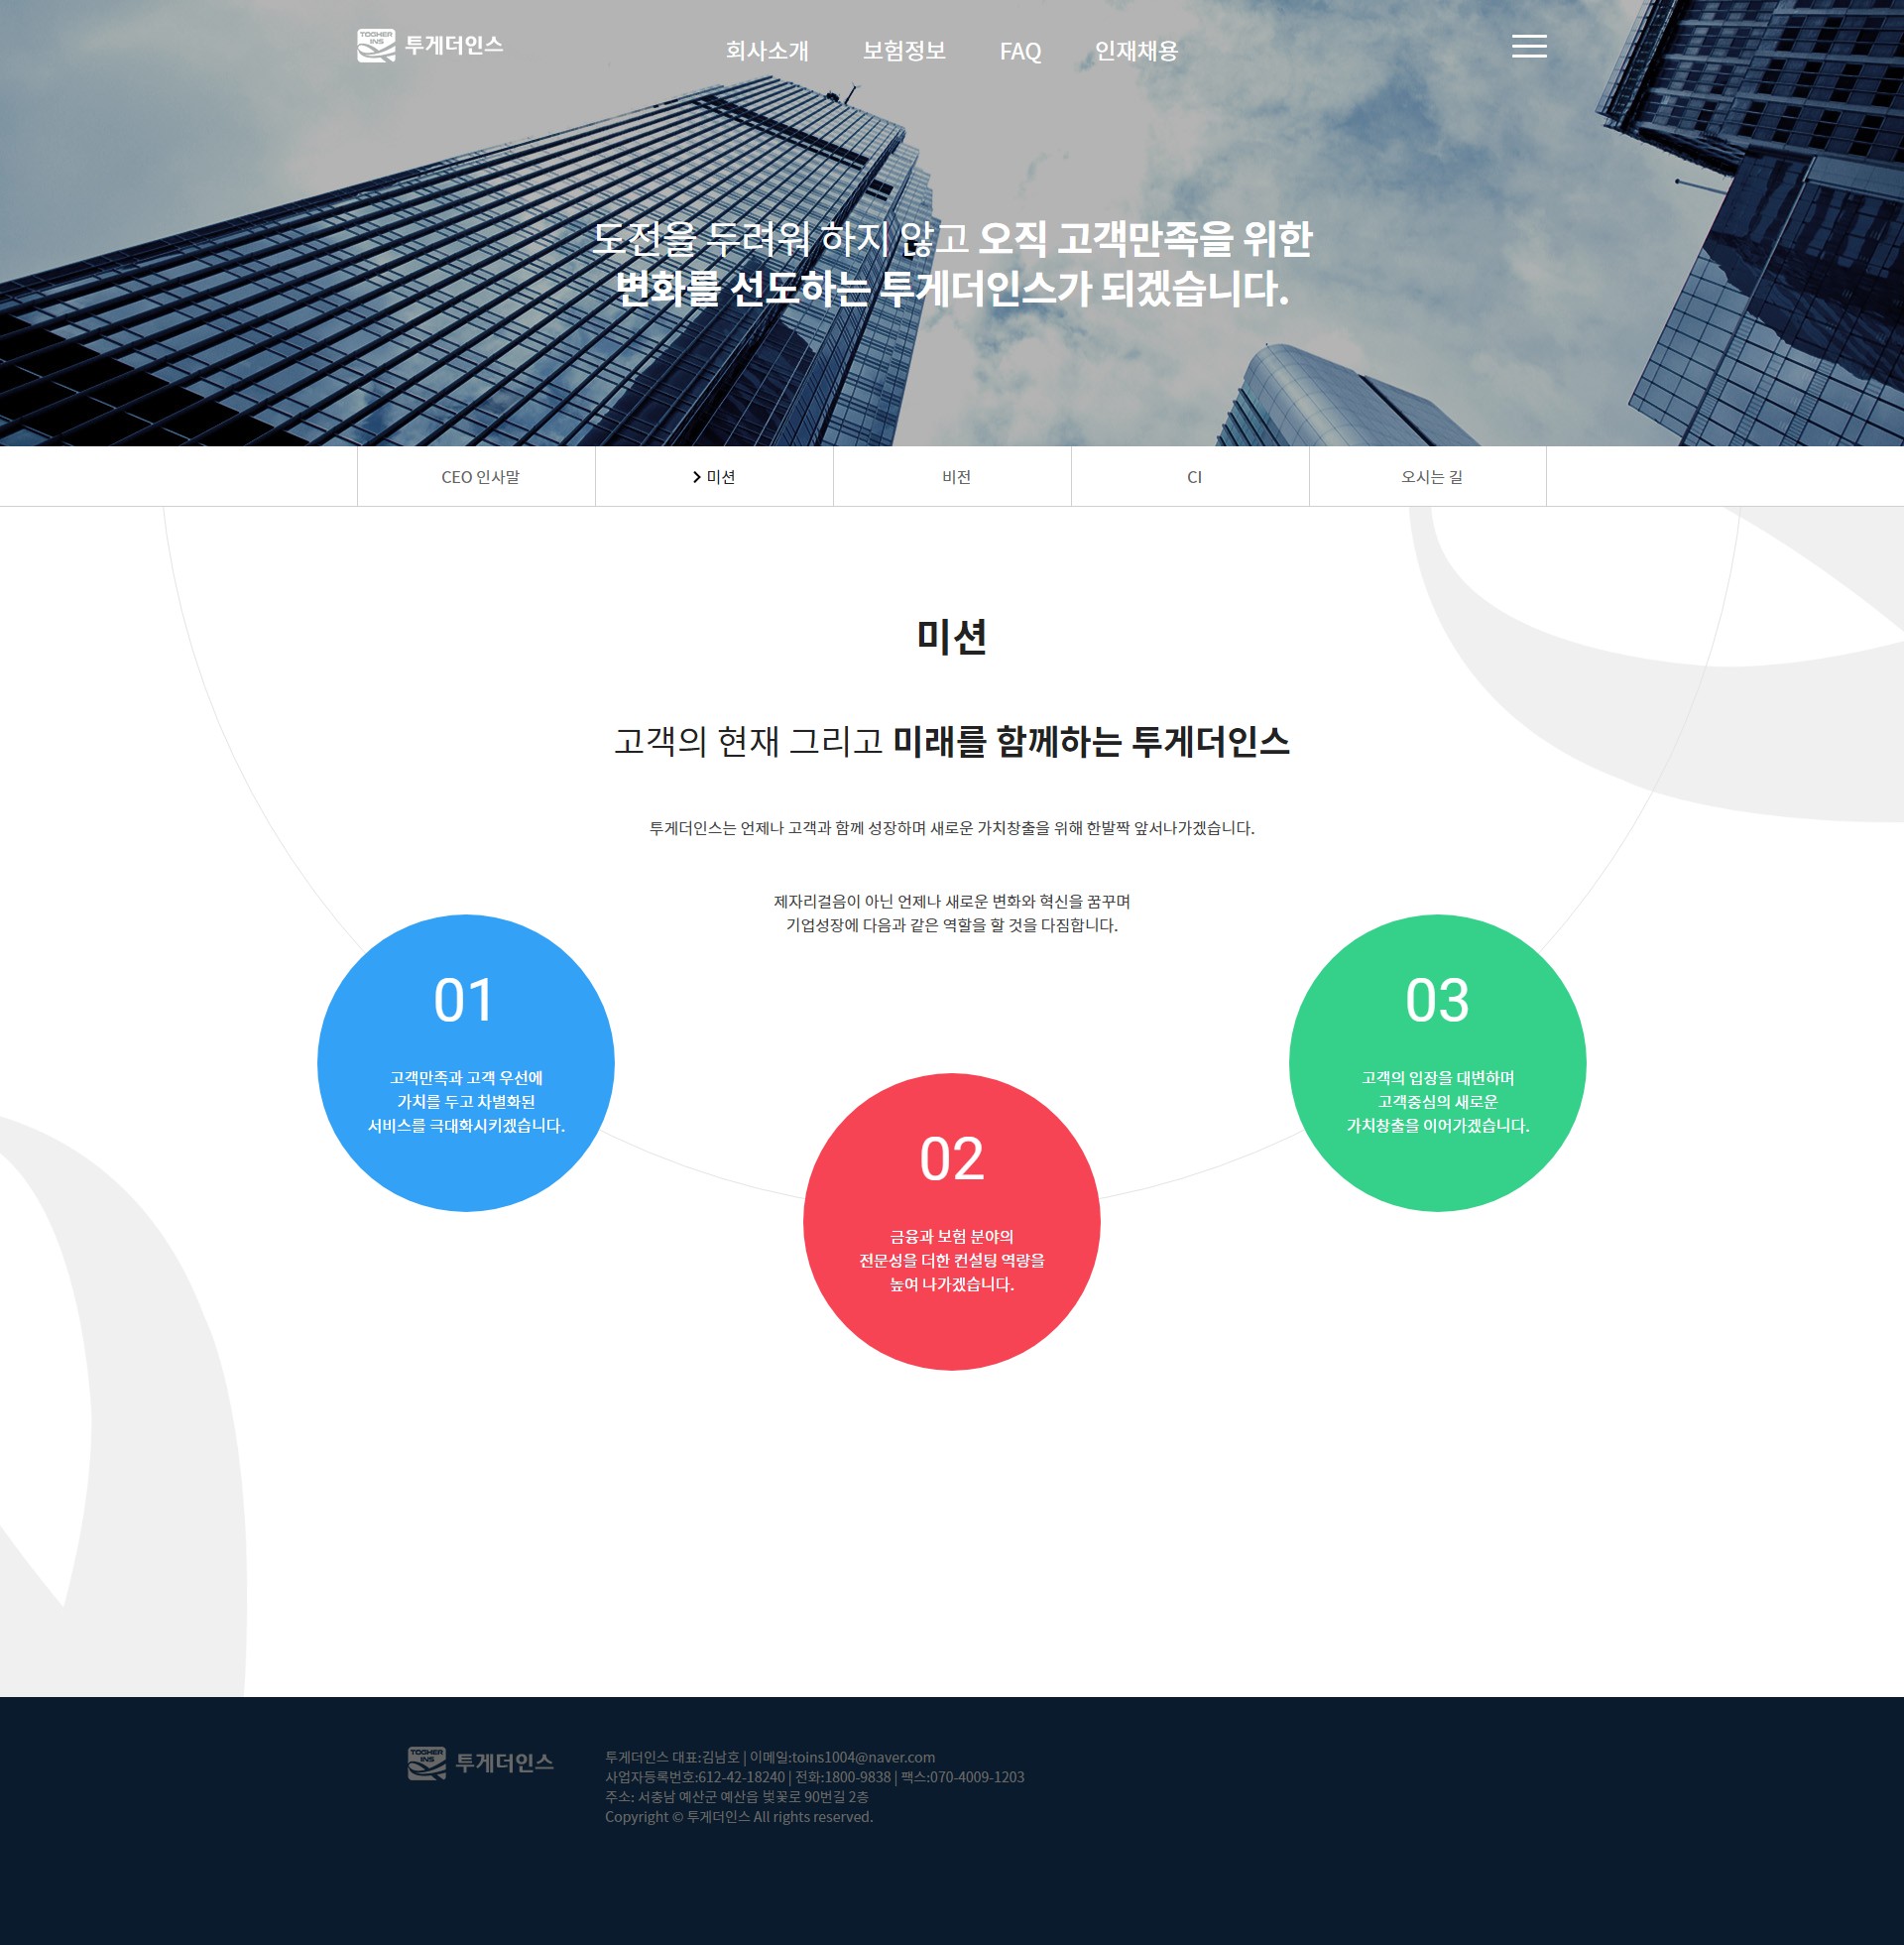 TOGHER
INS
투게더인스
회사소개 보험정보 FAQ 인재채용
도전을 두려워 하지 않고 오직 고객만족을 위한
변화를 선도하는 투게더인스가 되겠습니다.
CEO 인사말
미션
비전
CI
오시는 길
미션
고객의 현재 그리고 미래를 함께하는 투게더인스
투게더인스는 언제나 고객과 함께 성장하며 새로운 가치창출을 위해 한발짝 앞서나가겠습니다.
제자리걸음이 아닌 언제나 새로운 변화와 혁신을 꿈꾸며
기업성장에 다음과 같은 역할을 할 것을 다짐합니다.
01
고객만족과 고객 우선에
가치를 두고 차별화된
서비스를 극대화시키겠습니다.
02
금융과 보험 분야의
전문성을 더한 컨설팅 역량을
높여 나가겠습니다.
03
고객의 입장을 대변하며
고객중심의 새로운
가치창출을 이어가겠습니다.
TOGHER
INS
투게더인스
투게더인스 대표:김남호 | 이메일:toins1004@naver.com
사업자등록번호:612-42-18240 | 전화:1800-9838 | 팩스:070-4009-1203
주소: 서충남 예산군 예산읍 벚꽃로 90번길 2층
Copyright © 투게더인스 All rights reserved.